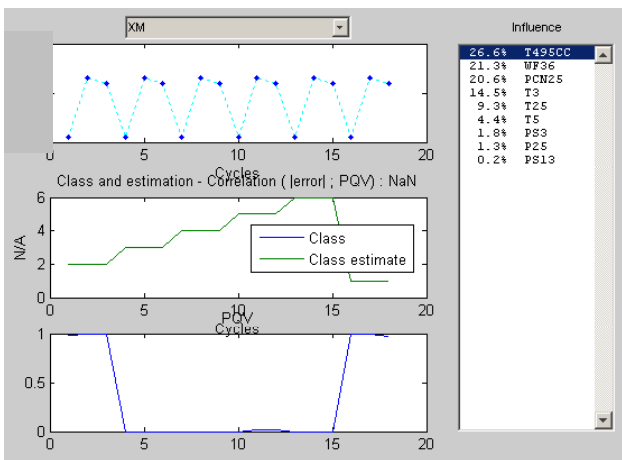 XM
Influence
26.6% T495CC
21.3% WF36
20.6% PCN25
14.5% T3
9.3% T25
4.4% T5
1.8% PS3
1.3% P25
0.2% PS13
0 5 10 15 20
Cycles
Class and estimation - Correlation ( |error| ; PQV) : NaN
6
4
2
0
N/A
Class
Class estimate
0 5 10 15 20
Cycles
PQV
1
0.5
0
0 5 10 15 20